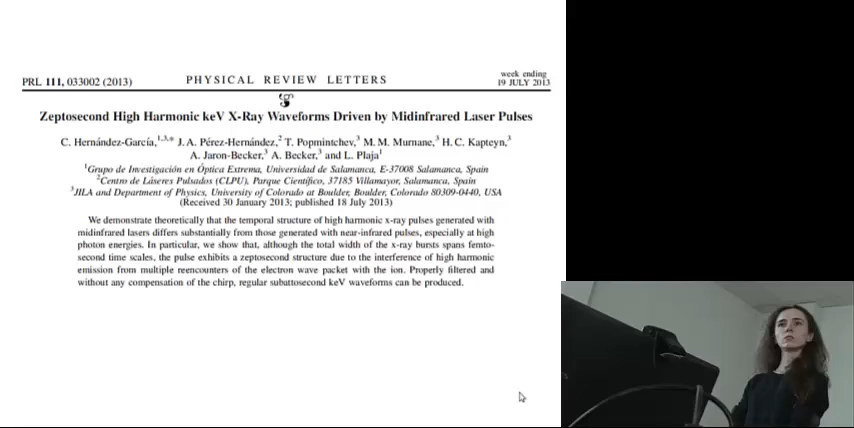 PRL 111, 033002 (2013)
PHYSICAL REVIEW LETTERS
week ending
19 JULY 2013
Zeptosecond High Harmonic keV X-Ray Waveforms Driven by Midinfrared Laser Pulses
C. Hernández-García,1,3,* J. A. Pérez-Hernández,2 T. Popmintchev,3 M. M. Murnane,3 H. C. Kapteyn,3
A. Jaron-Becker,3 A. Becker,3 and L. Plaja1
1Grupo de Investigación en Óptica Extrema, Universidad de Salamanca, E-37008 Salamanca, Spain
2Centro de Láseres Pulsados (CLPU), Parque Científico, 37185 Villamayor, Salamanca, Spain
3JILA and Department of Physics, University of Colorado at Boulder, Boulder, Colorado 80309-0440, USA
(Received 30 January 2013; published 18 July 2013)
We demonstrate theoretically that the temporal structure of high harmonic x-ray pulses generated with
midinfrared lasers differs substantially from those generated with near-infrared pulses, especially at high
photon energies. In particular, we show that, although the total width of the x-ray bursts spans femto-
second time scales, the pulse exhibits a zeptosecond structure due to the interference of high harmonic
emission from multiple reencounters of the electron wave packet with the ion. Properly filtered and
without any compensation of the chirp, regular subattosecond keV waveforms can be produced.